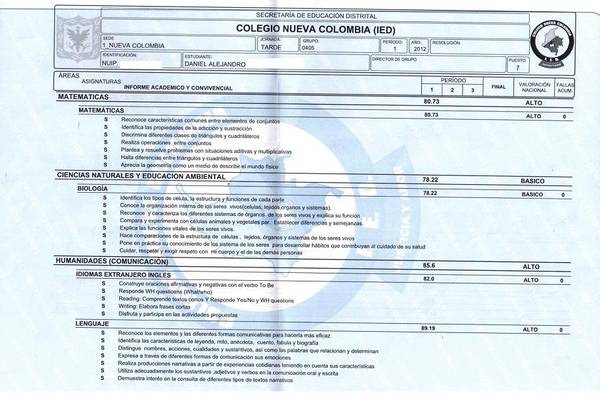 SECRETARÍA DE EDUCACIÓN DISTRITAL
COLEGIO NUEVA COLOMBIA (IED)
SEDE JORNADA: GRUPO: PERIODO: AÑO: RESOLUCIÓN:
1_NUEVA COLOMBIA TARDE 0405 1 2012
IDENTIFICACIÓN: ESTUDIANTE: DIRECTOR DE GRUPO PUESTO
NUIP. DANIEL ALEJANDRO 7
ÁREAS PERÍODO
ASIGNATURAS FINAL VALORACIÓN FALLAS
INFORME ACADEMICO Y CONVIVENCIAL 1 2 3 NACIONAL ACUM.
MATEMATICAS 80.73 ALTO
MATEMÁTICAS 80.73 ALTO 0
S Reconoce características comunes entre elementos de conjuntos
S Identifica las propiedades de la adicción y sustracción
S Discrimina diferentes clases de triángulos y cuadriláteros
S Realiza operaciones entre conjuntos
S Plantea y resuelve problemas con situaciones aditivas y multiplicativas
S Halla diferencias entre triángulos y cuadriláteros
S Aprecia la geometría como un medio de describir el mundo físico
CIENCIAS NATURALES Y EDUCACION AMBIENTAL 78.22 BASICO
BIOLOGÍA 78.22 BASICO 0
S Identifica los tipos de célula, la estructura y funciones de cada parte
S Conoce la organización interna de los seres vivos(celulas, tejidos,organos y sistemas).
S Reconoce y caracteriza los diferentes sistemas de órganos de los seres vivos y explica su función
S Compara y experimenta con células animales y vegetales par. Establecer diferencias y semejanzas.
S Explica las funciones vitales de los seres vivos.
S Hace comparaciones de la estructura de células , tejidos, órganos y sistemas de los seres vivos
S Pone en práctica su conocimiento de los sistema de los seres para desarrollar hábitos que contribuyan al cuidado de su salud
S Cuidar, respetar y exigir respeto con mi cuerpo y el de las demás personas
HUMANIDADES (COMUNICACIÓN) 85.6 ALTO
IDIOMAS EXTRANJERO INGLES 82.0 ALTO 0
S Construye oraciones afirmativas y negativas con el verbo To Be
S Responde WH questiosns (What/who).
S Reading: Comprende textos cortos Y Responde Yes/No y WH questions
S Writing: Elabora frases cortas
S Disfruta y participa en las actividades propuestas
LENGUAJE 89.19 ALTO 0
S Reconoce los elementos y las diferentes formas comunicativas para hacerla más eficaz
S Identifica las características de leyenda, mito, anécdota, cuento, fabula y biografía
S Distingue nombres, acciones, cualidades y sustantivos, así como las palabras que relacionan y determinan
S Expresa a través de diferentes formas de comunicación sus emociones
S Realiza producciones narrativas a partir de experiencias cotidianas teniendo en cuenta sus características
S Utiliza adecuadamente los sustantivos ,adjetivos y verbos en la comunicación oral y escrita
S Demuestra interés en la consulta de diferentes tipos de textos narrativos